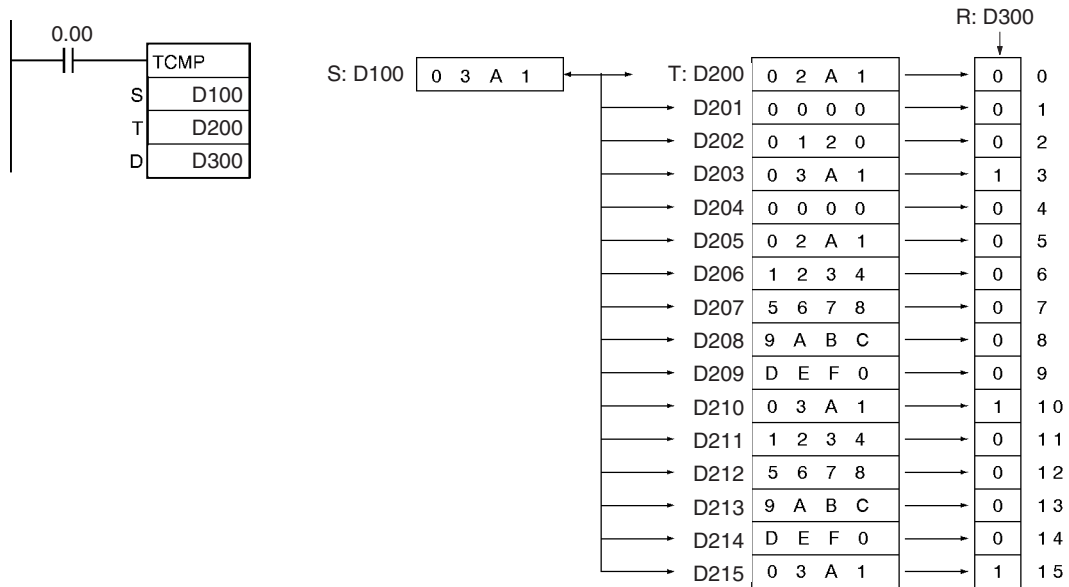 0.00
TCMP
S D100
T D200
D D300
R: D300
S: D100 0 3 A 1
T: D200 0 2 A 1 0 0
D201 0 0 0 0 0 1
D202 0 1 2 0 0 2
D203 0 3 A 1 1 3
D204 0 0 0 0 0 4
D205 0 2 A 1 0 5
D206 1 2 3 4 0 6
D207 5 6 7 8 0 7
D208 9 A B C 0 8
D209 D E F 0 0 9
D210 0 3 A 1 1 10
D211 1 2 3 4 0 11
D212 5 6 7 8 0 12
D213 9 A B C 0 13
D214 D E F 0 0 14
D215 0 3 A 1 1 15